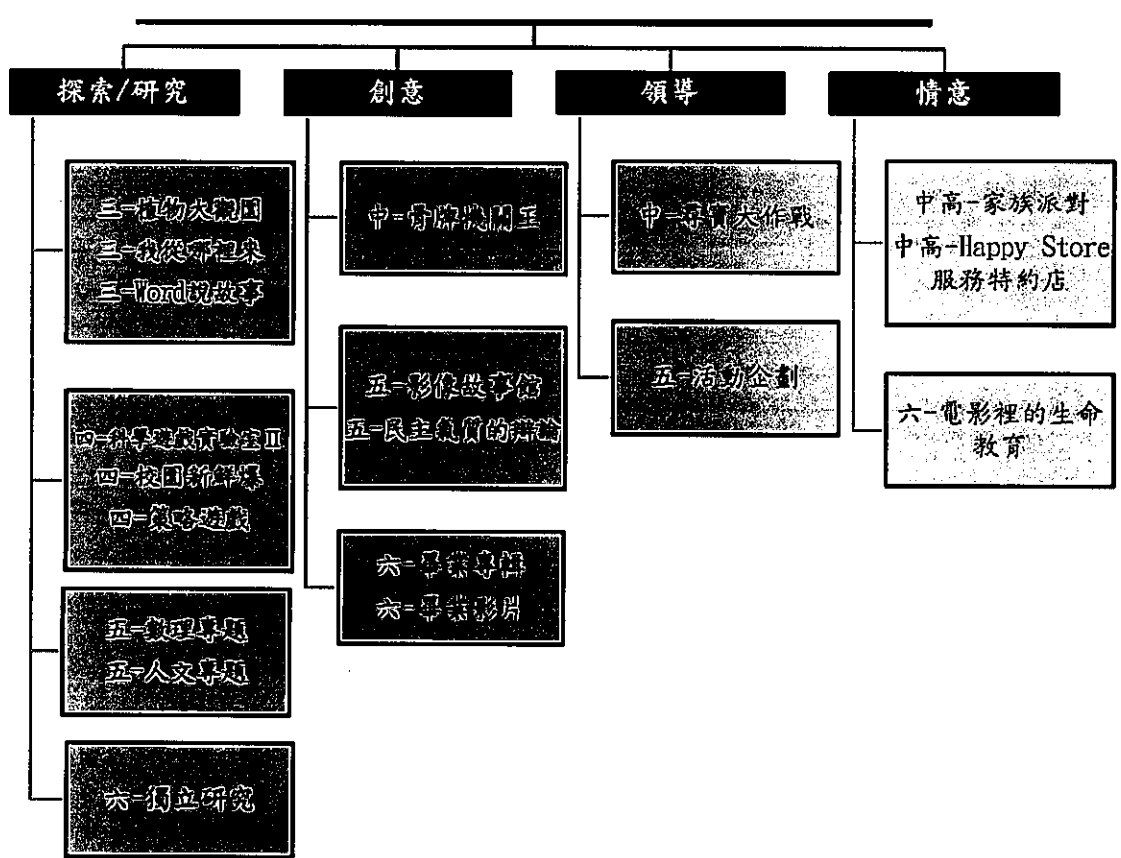 探索/研究
三-植物大觀園
三-我從哪裡來
三-Word說故事
四-科學遊戲實驗室II
四-校園新鮮爆
四-策略遊戲
五-數理專題
五-人文專題
六-獨立研究
創意
中-骨牌機關王
五-影像故事館
五-民主氣質的辯論
六-畢業專輯
六-畢業影片
領導
中-尋寶大作戰
五-活動企劃
情意
中高-家族派對
中高-Happy Store
服務特約店
六-電影裡的生命
教育